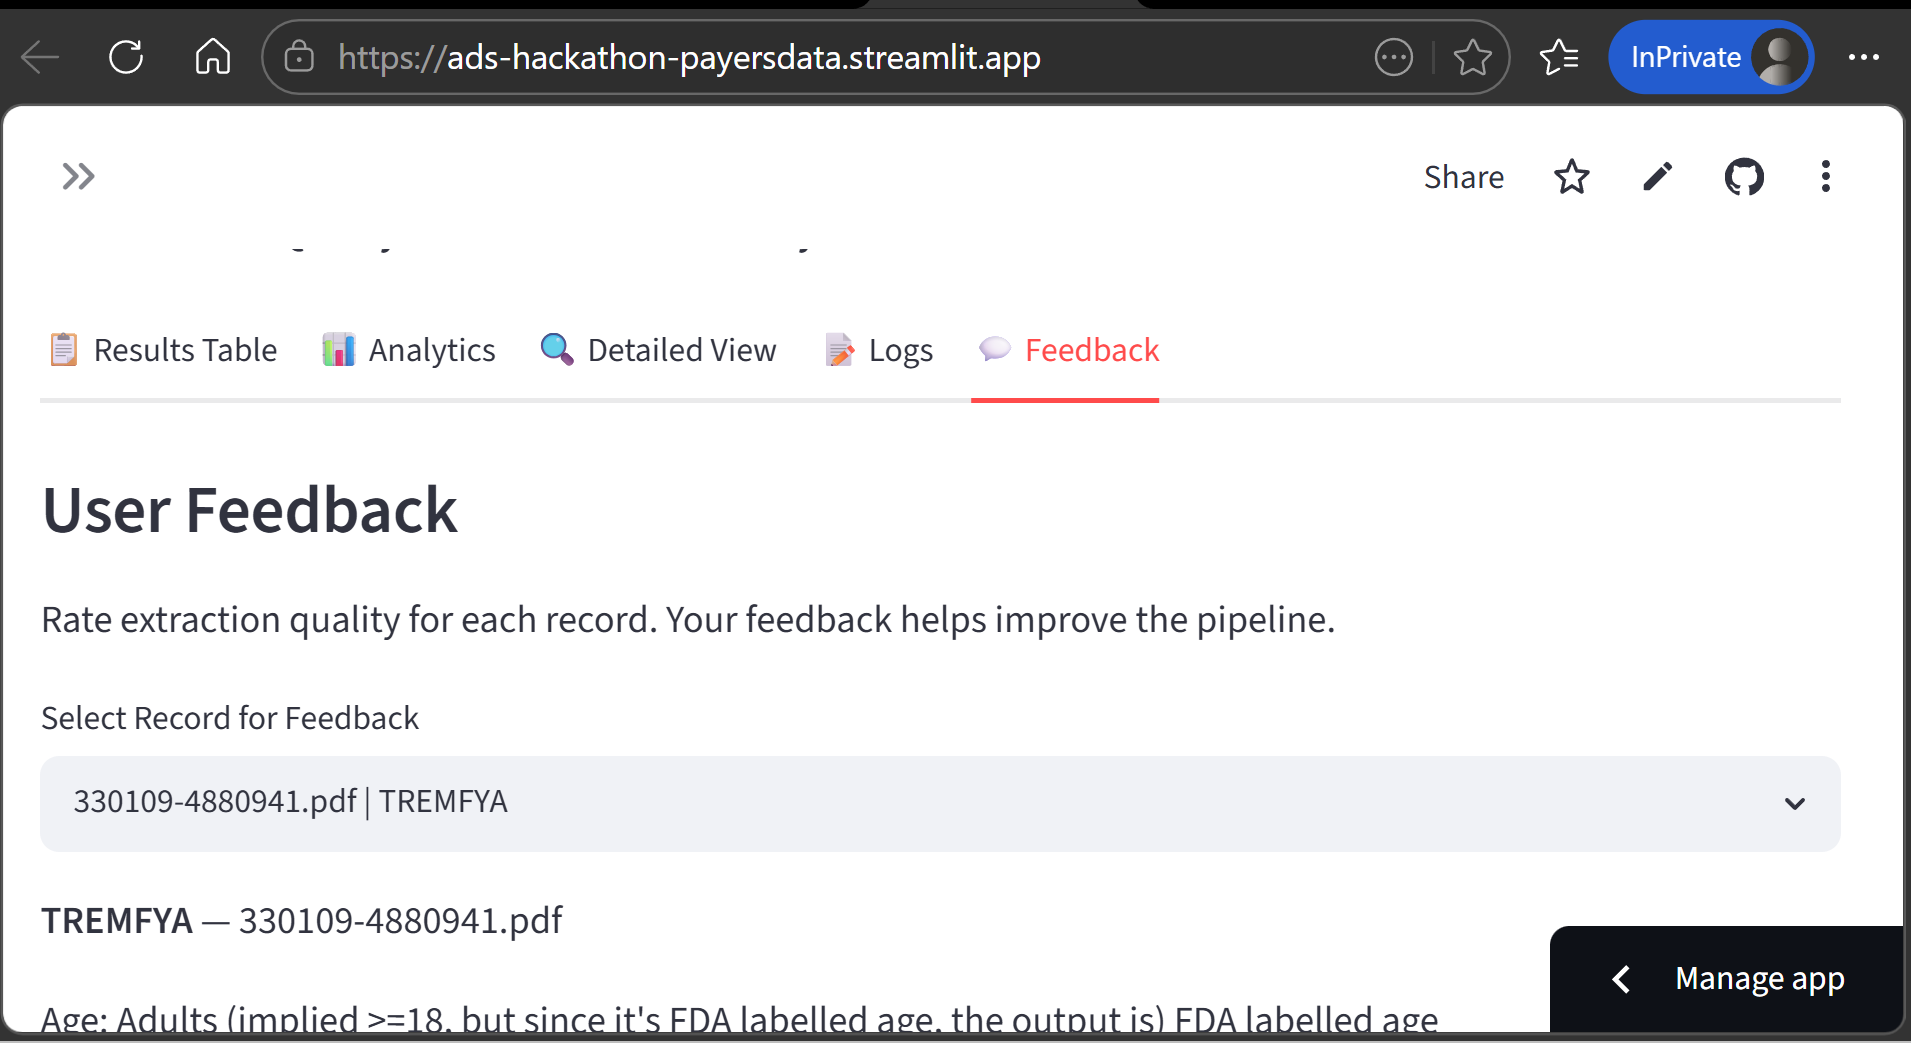 https://ads-hackathon-payersdata.streamlit.app
InPrivate
Share
Results Table
Analytics
Detailed View
Logs
Feedback
User Feedback
Rate extraction quality for each record. Your feedback helps improve the pipeline.
Select Record for Feedback
330109-4880941.pdf | TREMFYA
TREMFYA — 330109-4880941.pdf
Manage app
Age: Adults (implied >=18, but since it's FDA labelled age, the output is) FDA labelled age